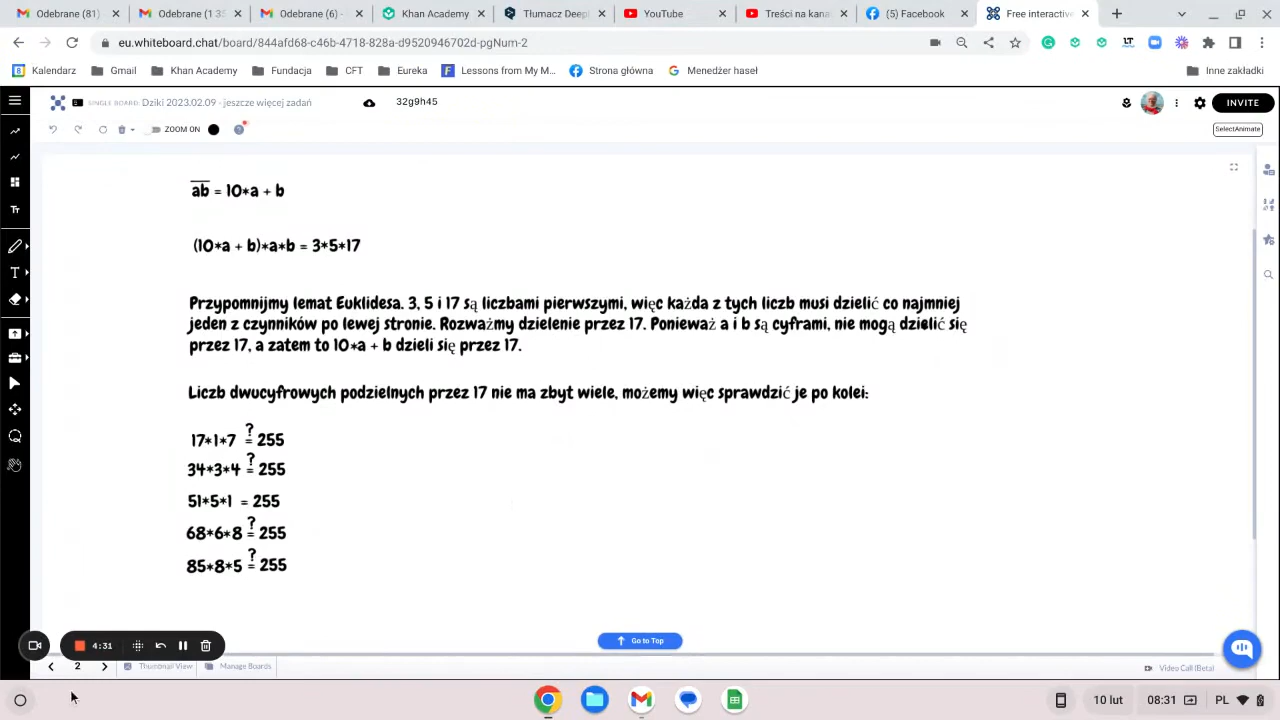 Odebrane (81)
Odebrane (1 35
Odebrane (6) -
Khan Academy
Tłumacz Deepl
YouTube
Treści na kana
(5) Facebook
Free interactive
eu.whiteboard.chat/board/844afd68-c46b-4718-828a-d9520946702d-pgNum-2
Kalendarz
Gmail
Khan Academy
Fundacja
CFT
Eureka
Lessons from My M...
Strona główna
Menedżer haseł
Inne zakładki
SINGLE BOARD: Dziki 2023.02.09 - jeszcze więcej zadań
32g9h45
INVITE
ZOOM ON
SelectAnimate
ab = 10*a + b
(10*a + b)*a*b = 3*5*17
Przypomnijmy lemat Euklidesa. 3, 5 i 17 są liczbami pierwszymi, więc każda z tych liczb musi dzielić co najmniej
jeden z czynników po lewej stronie. Rozważmy dzielenie przez 17. Ponieważ a i b są cyframi, nie mogą dzielić się
przez 17, a zatem to 10*a + b dzieli się przez 17.
Liczb dwucyfrowych podzielnych przez 17 nie ma zbyt wiele, możemy więc sprawdzić je po kolei:
17*1*7 ?= 255
34*3*4 ?= 255
51*5*1 = 255
68*6*8 ?= 255
85*8*5 ?= 255
Go to Top
4:31
2
Thumbnail View
Manage Boards
Video Call (Beta)
10 lut
08:35
PL